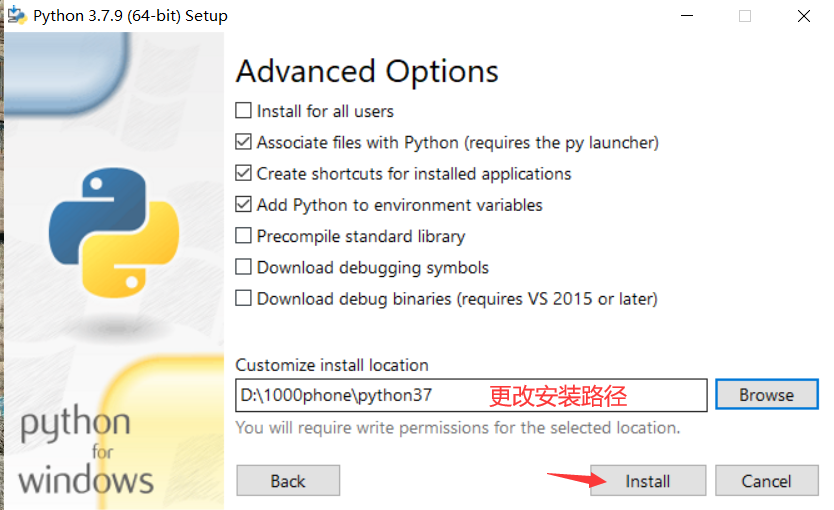 Python 3.7.9 (64-bit) Setup
Advanced Options
Install for all users
Associate files with Python (requires the py launcher)
Create shortcuts for installed applications
Add Python to environment variables
Precompile standard library
Download debugging symbols
Download debug binaries (requires VS 2015 or later)
Customize install location
D:\1000phone\python37 更改安装路径 Browse
You will require write permissions for the selected location.
python
for
windows
Back Install Cancel